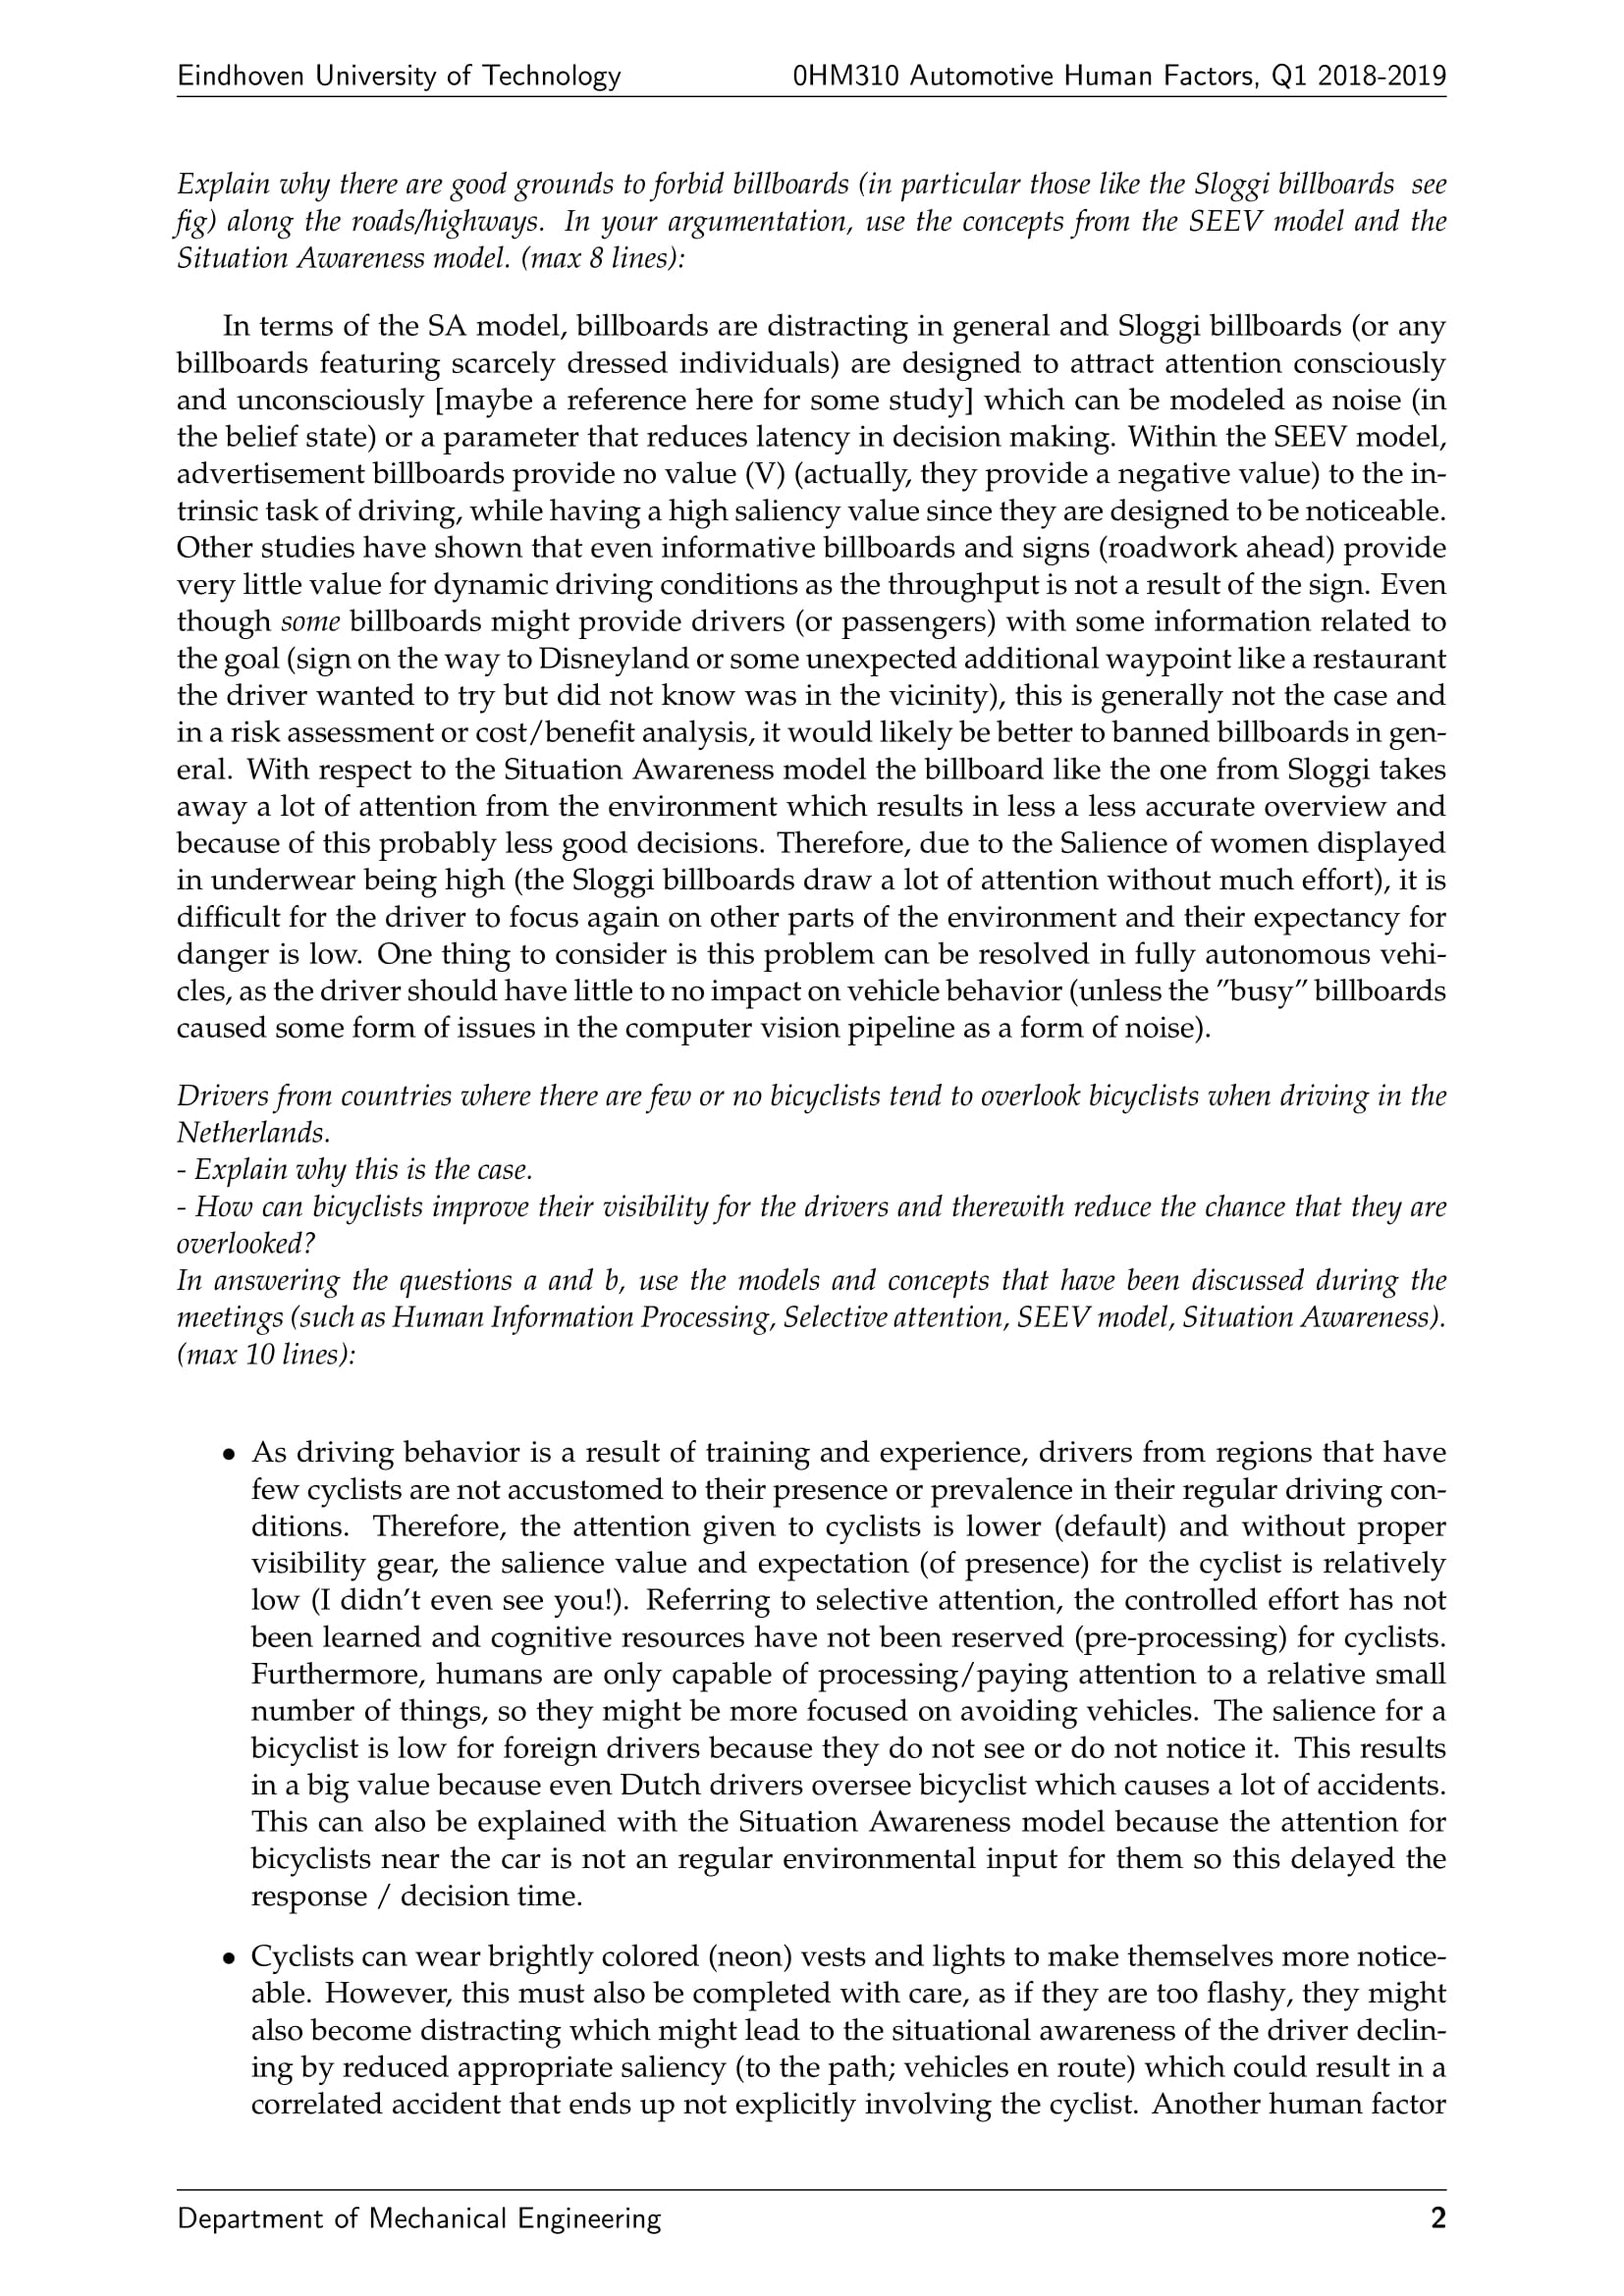 Eindhoven University of Technology 0HM310 Automotive Human Factors, Q1 2018-2019
Explain why there are good grounds to forbid billboards (in particular those like the Sloggi billboards see
fig) along the roads/highways. In your argumentation, use the concepts from the SEEV model and the
Situation Awareness model. (max 8 lines):
In terms of the SA model, billboards are distracting in general and Sloggi billboards (or any
billboards featuring scarcely dressed individuals) are designed to attract attention consciously
and unconsciously [maybe a reference here for some study] which can be modeled as noise (in
the belief state) or a parameter that reduces latency in decision making. Within the SEEV model,
advertisement billboards provide no value (V) (actually, they provide a negative value) to the in-
trinsic task of driving, while having a high saliency value since they are designed to be noticeable.
Other studies have shown that even informative billboards and signs (roadwork ahead) provide
very little value for dynamic driving conditions as the throughput is not a result of the sign. Even
though some billboards might provide drivers (or passengers) with some information related to
the goal (sign on the way to Disneyland or some unexpected additional waypoint like a restaurant
the driver wanted to try but did not know was in the vicinity), this is generally not the case and
in a risk assessment or cost/benefit analysis, it would likely be better to banned billboards in gen-
eral. With respect to the Situation Awareness model the billboard like the one from Sloggi takes
away a lot of attention from the environment which results in less a less accurate overview and
because of this probably less good decisions. Therefore, due to the Salience of women displayed
in underwear being high (the Sloggi billboards draw a lot of attention without much effort), it is
difficult for the driver to focus again on other parts of the environment and their expectancy for
danger is low. One thing to consider is this problem can be resolved in fully autonomous vehi-
cles, as the driver should have little to no impact on vehicle behavior (unless the ”busy” billboards
caused some form of issues in the computer vision pipeline as a form of noise).
Drivers from countries where there are few or no bicyclists tend to overlook bicyclists when driving in the
Netherlands.
- Explain why this is the case.
- How can bicyclists improve their visibility for the drivers and therewith reduce the chance that they are
overlooked?
In answering the questions a and b, use the models and concepts that have been discussed during the
meetings (such as Human Information Processing, Selective attention, SEEV model, Situation Awareness).
(max 10 lines):
• As driving behavior is a result of training and experience, drivers from regions that have
few cyclists are not accustomed to their presence or prevalence in their regular driving con-
ditions. Therefore, the attention given to cyclists is lower (default) and without proper
visibility gear, the salience value and expectation (of presence) for the cyclist is relatively
low (I didn’t even see you!). Referring to selective attention, the controlled effort has not
been learned and cognitive resources have not been reserved (pre-processing) for cyclists.
Furthermore, humans are only capable of processing/paying attention to a relative small
number of things, so they might be more focused on avoiding vehicles. The salience for a
bicyclist is low for foreign drivers because they do not see or do not notice it. This results
in a big value because even Dutch drivers oversee bicyclist which causes a lot of accidents.
This can also be explained with the Situation Awareness model because the attention for
bicyclists near the car is not an regular environmental input for them so this delayed the
response / decision time.
• Cyclists can wear brightly colored (neon) vests and lights to make themselves more notice-
able. However, this must also be completed with care, as if they are too flashy, they might
also become distracting which might lead to the situational awareness of the driver declin-
ing by reduced appropriate saliency (to the path; vehicles en route) which could result in a
correlated accident that ends up not explicitly involving the cyclist. Another human factor
Department of Mechanical Engineering 2